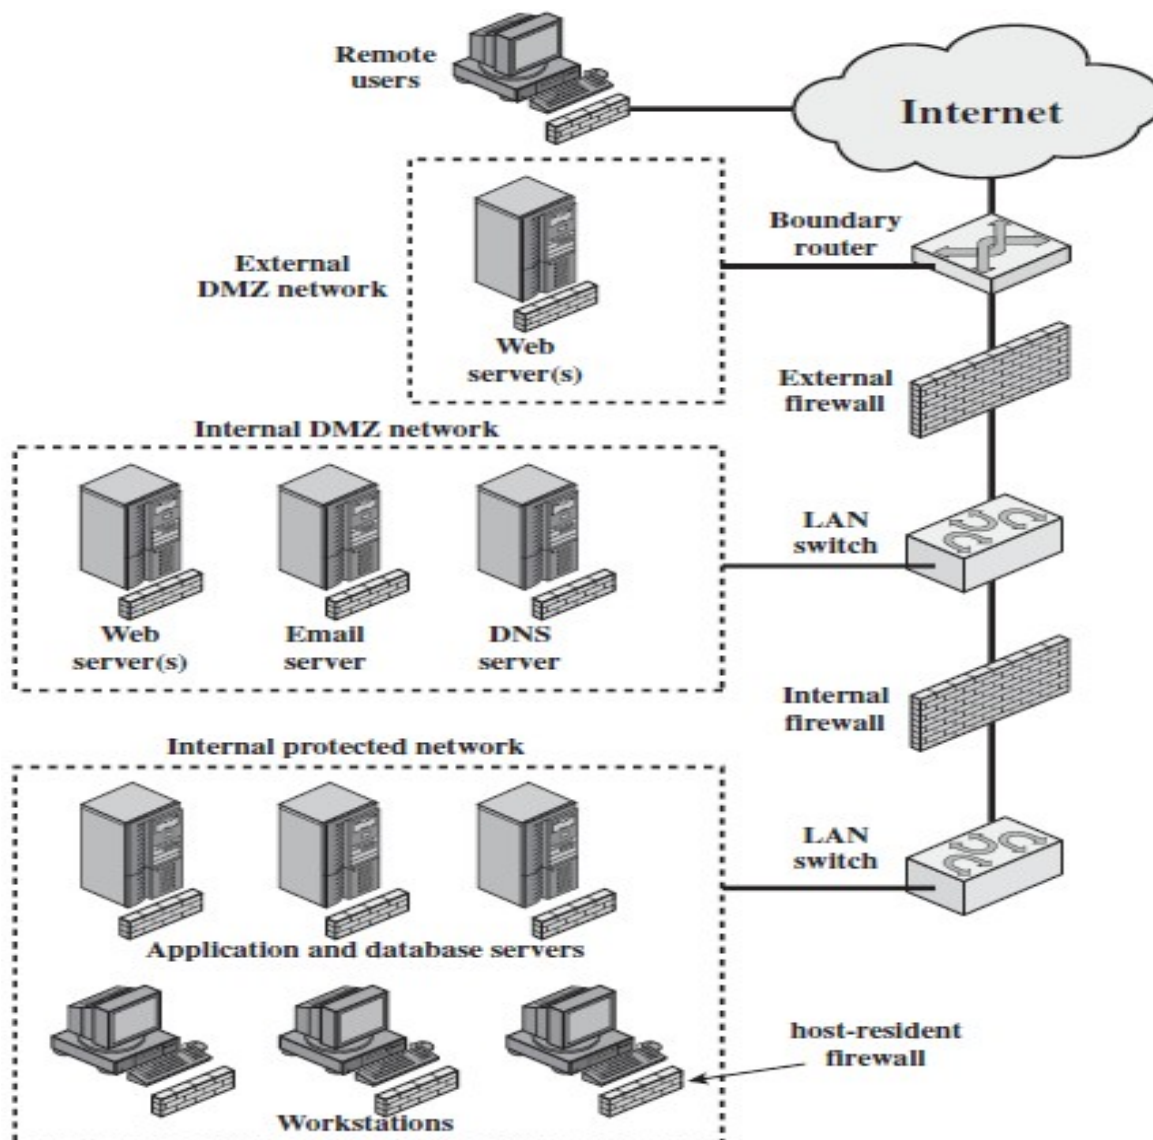 Remote
users
Internet
Boundary
router
External
DMZ network
Web
server(s)
External
firewall
Internal DMZ network
LAN
switch
Web
server(s)
Email
server
DNS
server
Internal
firewall
Internal protected network
LAN
switch
Application and database servers
host-resident
firewall
Workstations